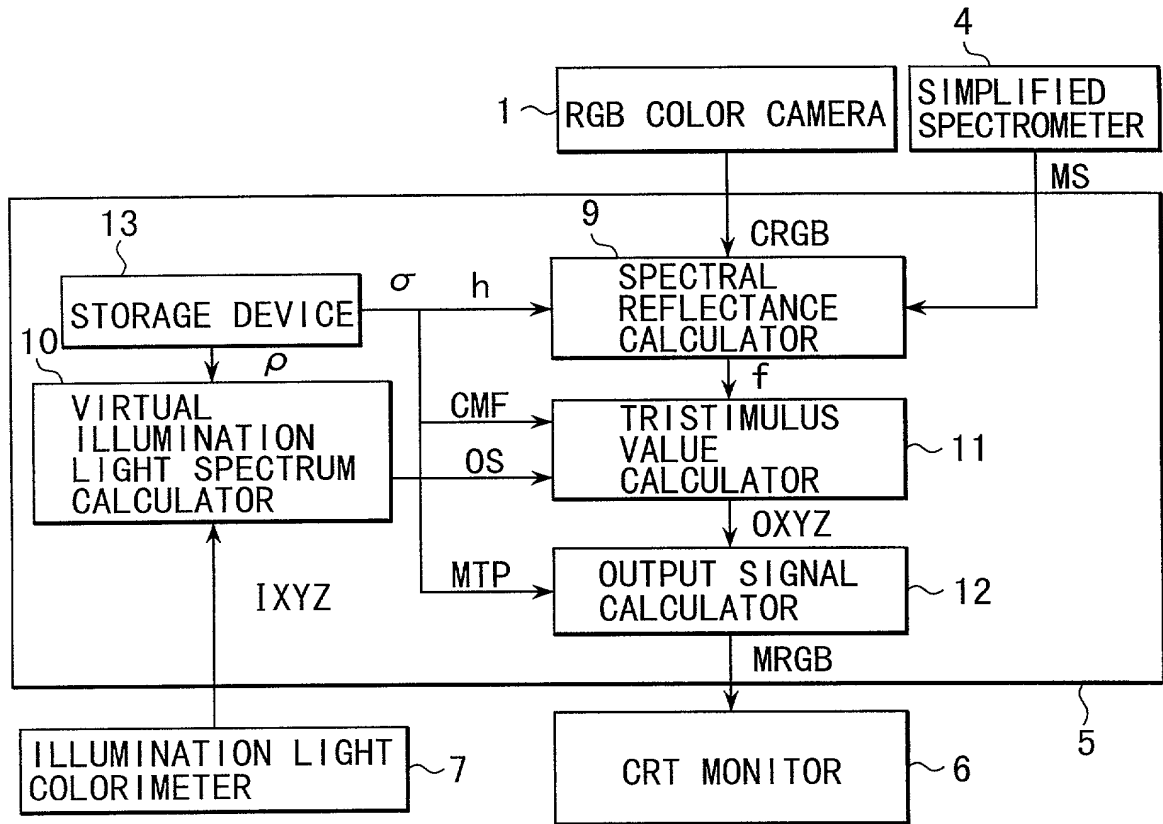 4
1
RGB COLOR CAMERA
SIMPLIFIED
SPECTROMETER
MS
13
9
CRGB
STORAGE DEVICE
σ
h
SPECTRAL
REFLECTANCE
CALCULATOR
10
ρ
f
VIRTUAL
ILLUMINATION
LIGHT SPECTRUM
CALCULATOR
CMF
OS
TRISTIMULUS
VALUE
CALCULATOR
11
OXYZ
IXYZ
MTP
OUTPUT SIGNAL
CALCULATOR
12
MRGB
5
ILLUMINATION LIGHT
COLORIMETER
7
CRT MONITOR
6